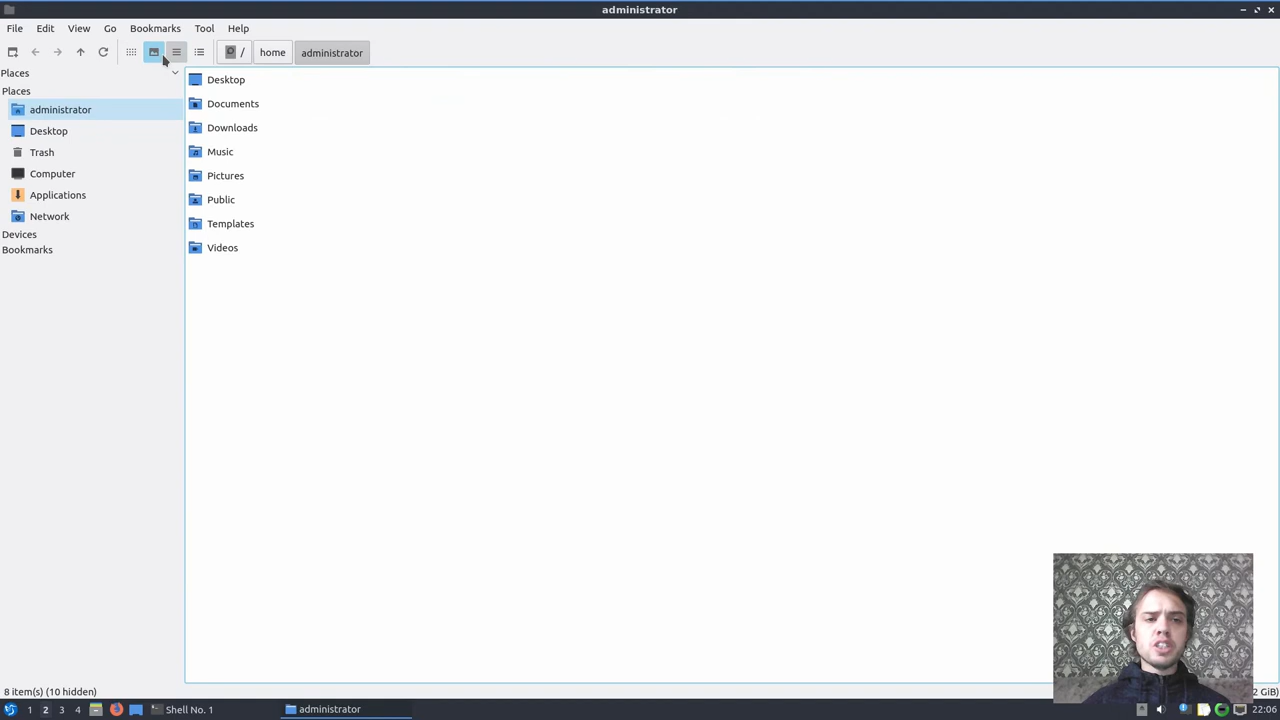 administrator
File Edit View Go Bookmarks Tool Help
/ home administrator
Places
Places
administrator
Desktop
Trash
Computer
Applications
Network
Devices
Bookmarks
Desktop
Documents
Downloads
Music
Pictures
Public
Templates
Videos
8 item(s) (10 hidden)
2 GiB)
1 2 3 4 Shell No. 1 administrator 22:06